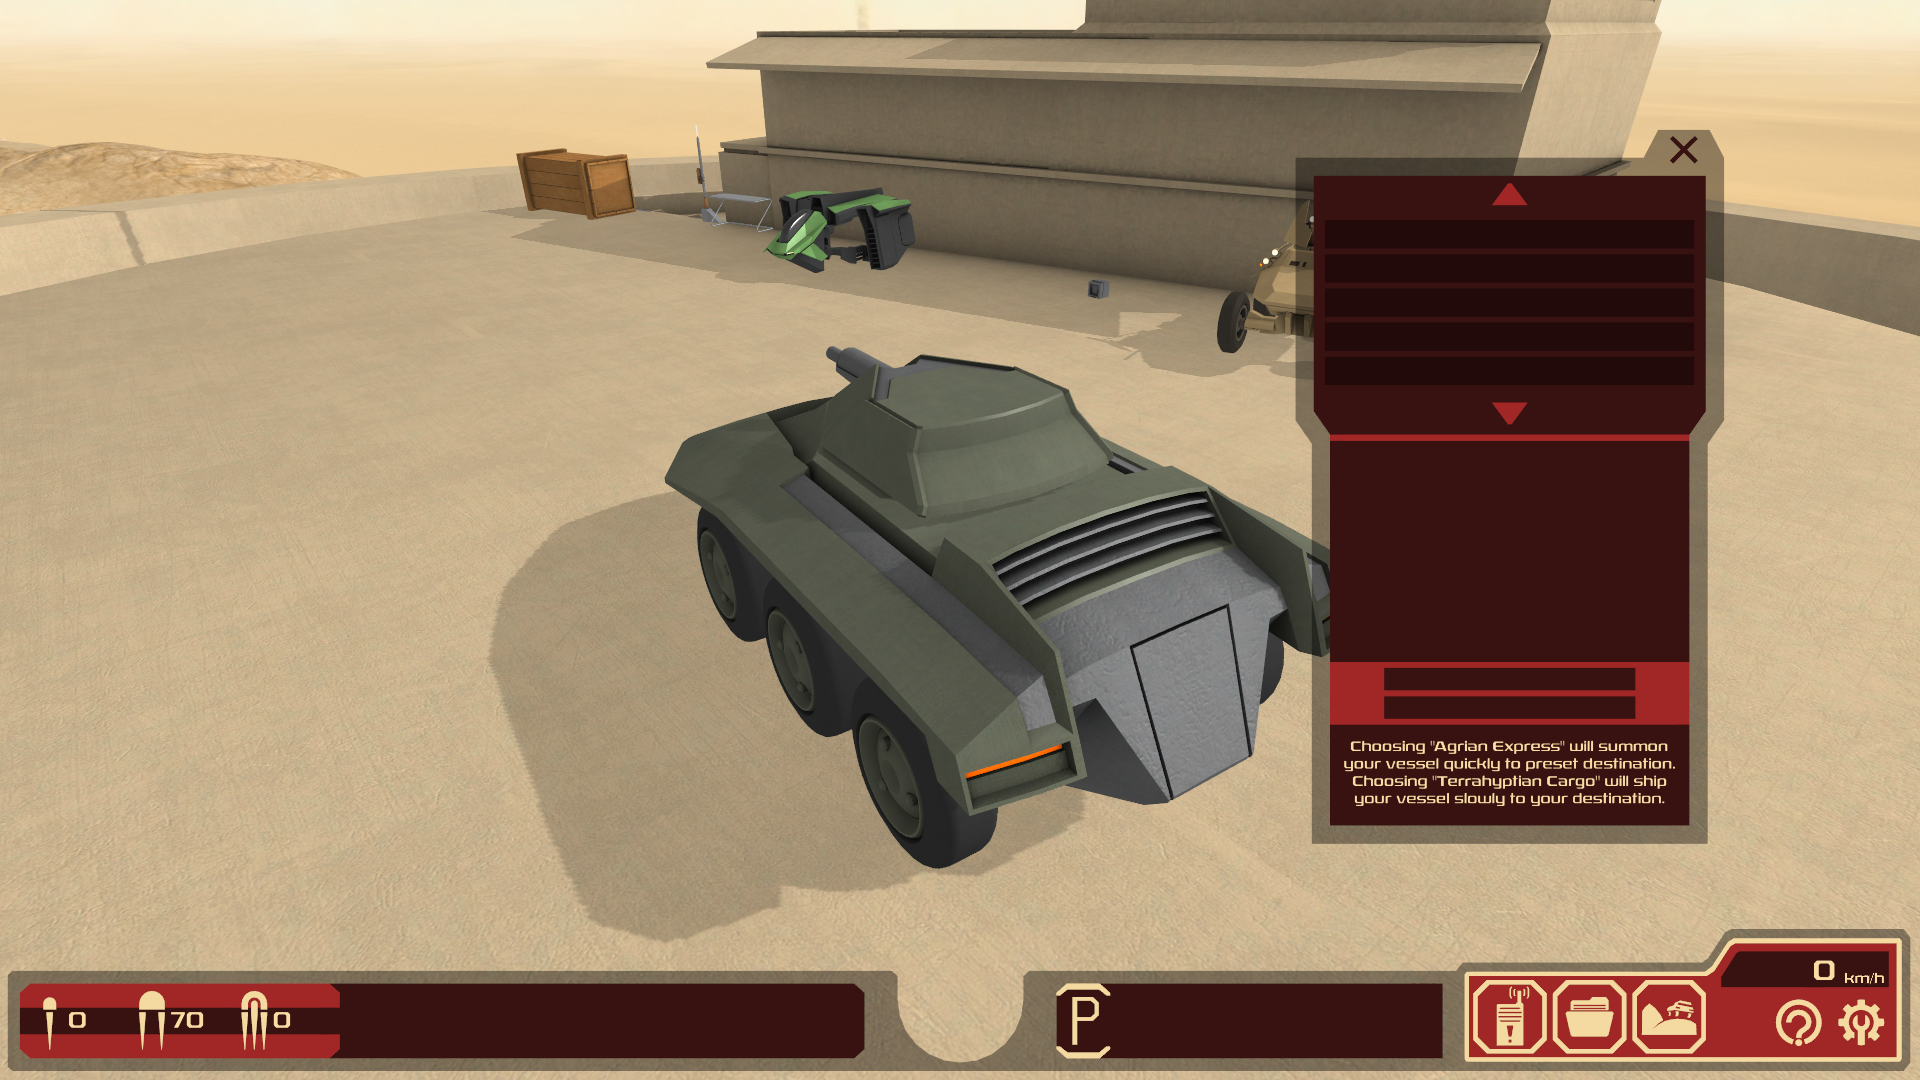 Choosing "Agrian Express" will summon
your vessel quickly to preset destination.
Choosing "Terrahyptian Cargo" will ship
your vessel slowly to your destination.
0 km/h
0 70 0
P